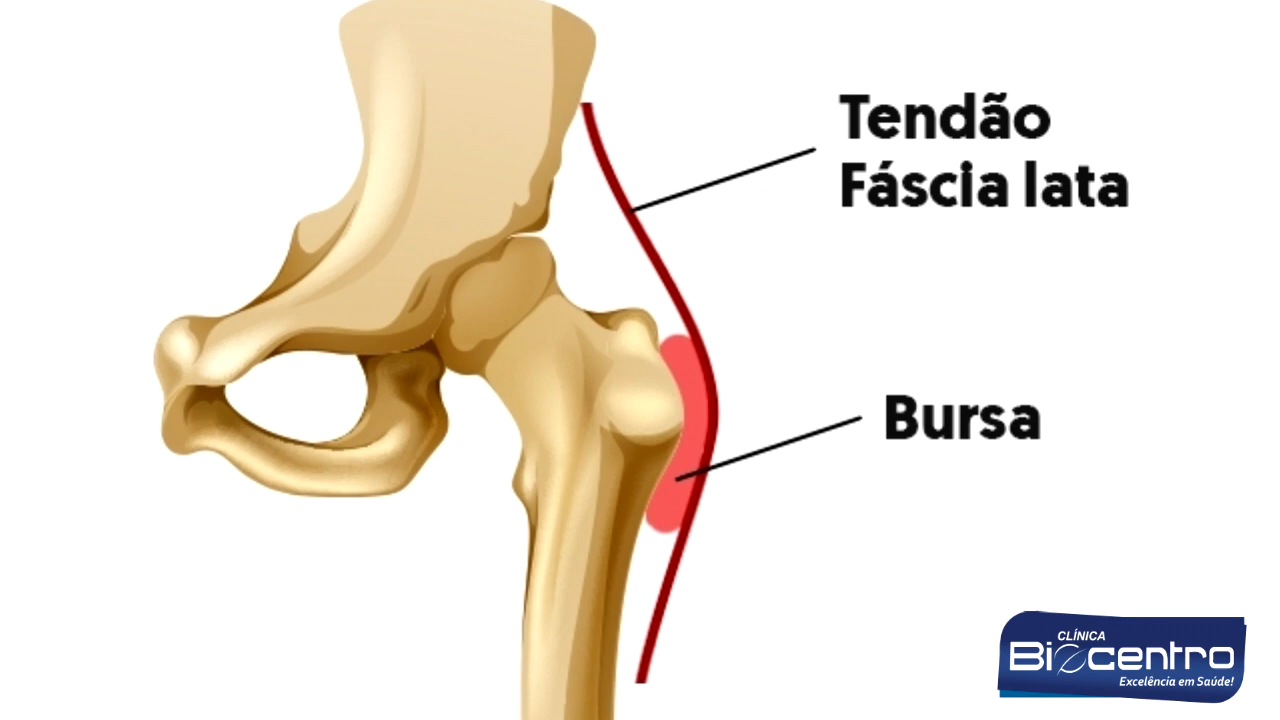 Tendão
Fáscia lata
Bursa
CLÍNICA
Biocentro
Excelência em Saúde!